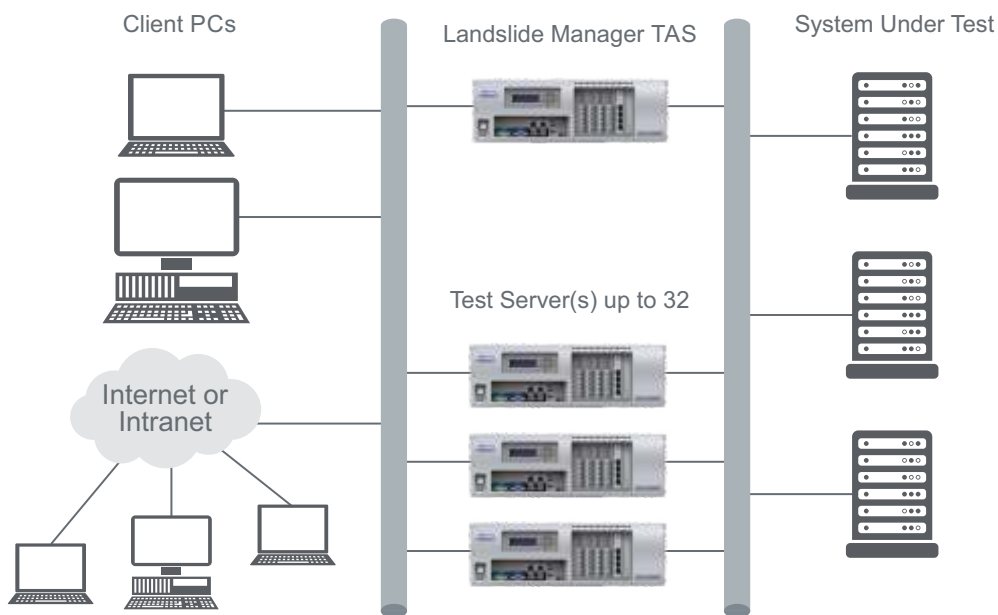 Client PCs
Landslide Manager TAS
System Under Test
Test Server(s) up to 32
Internet or
Intranet